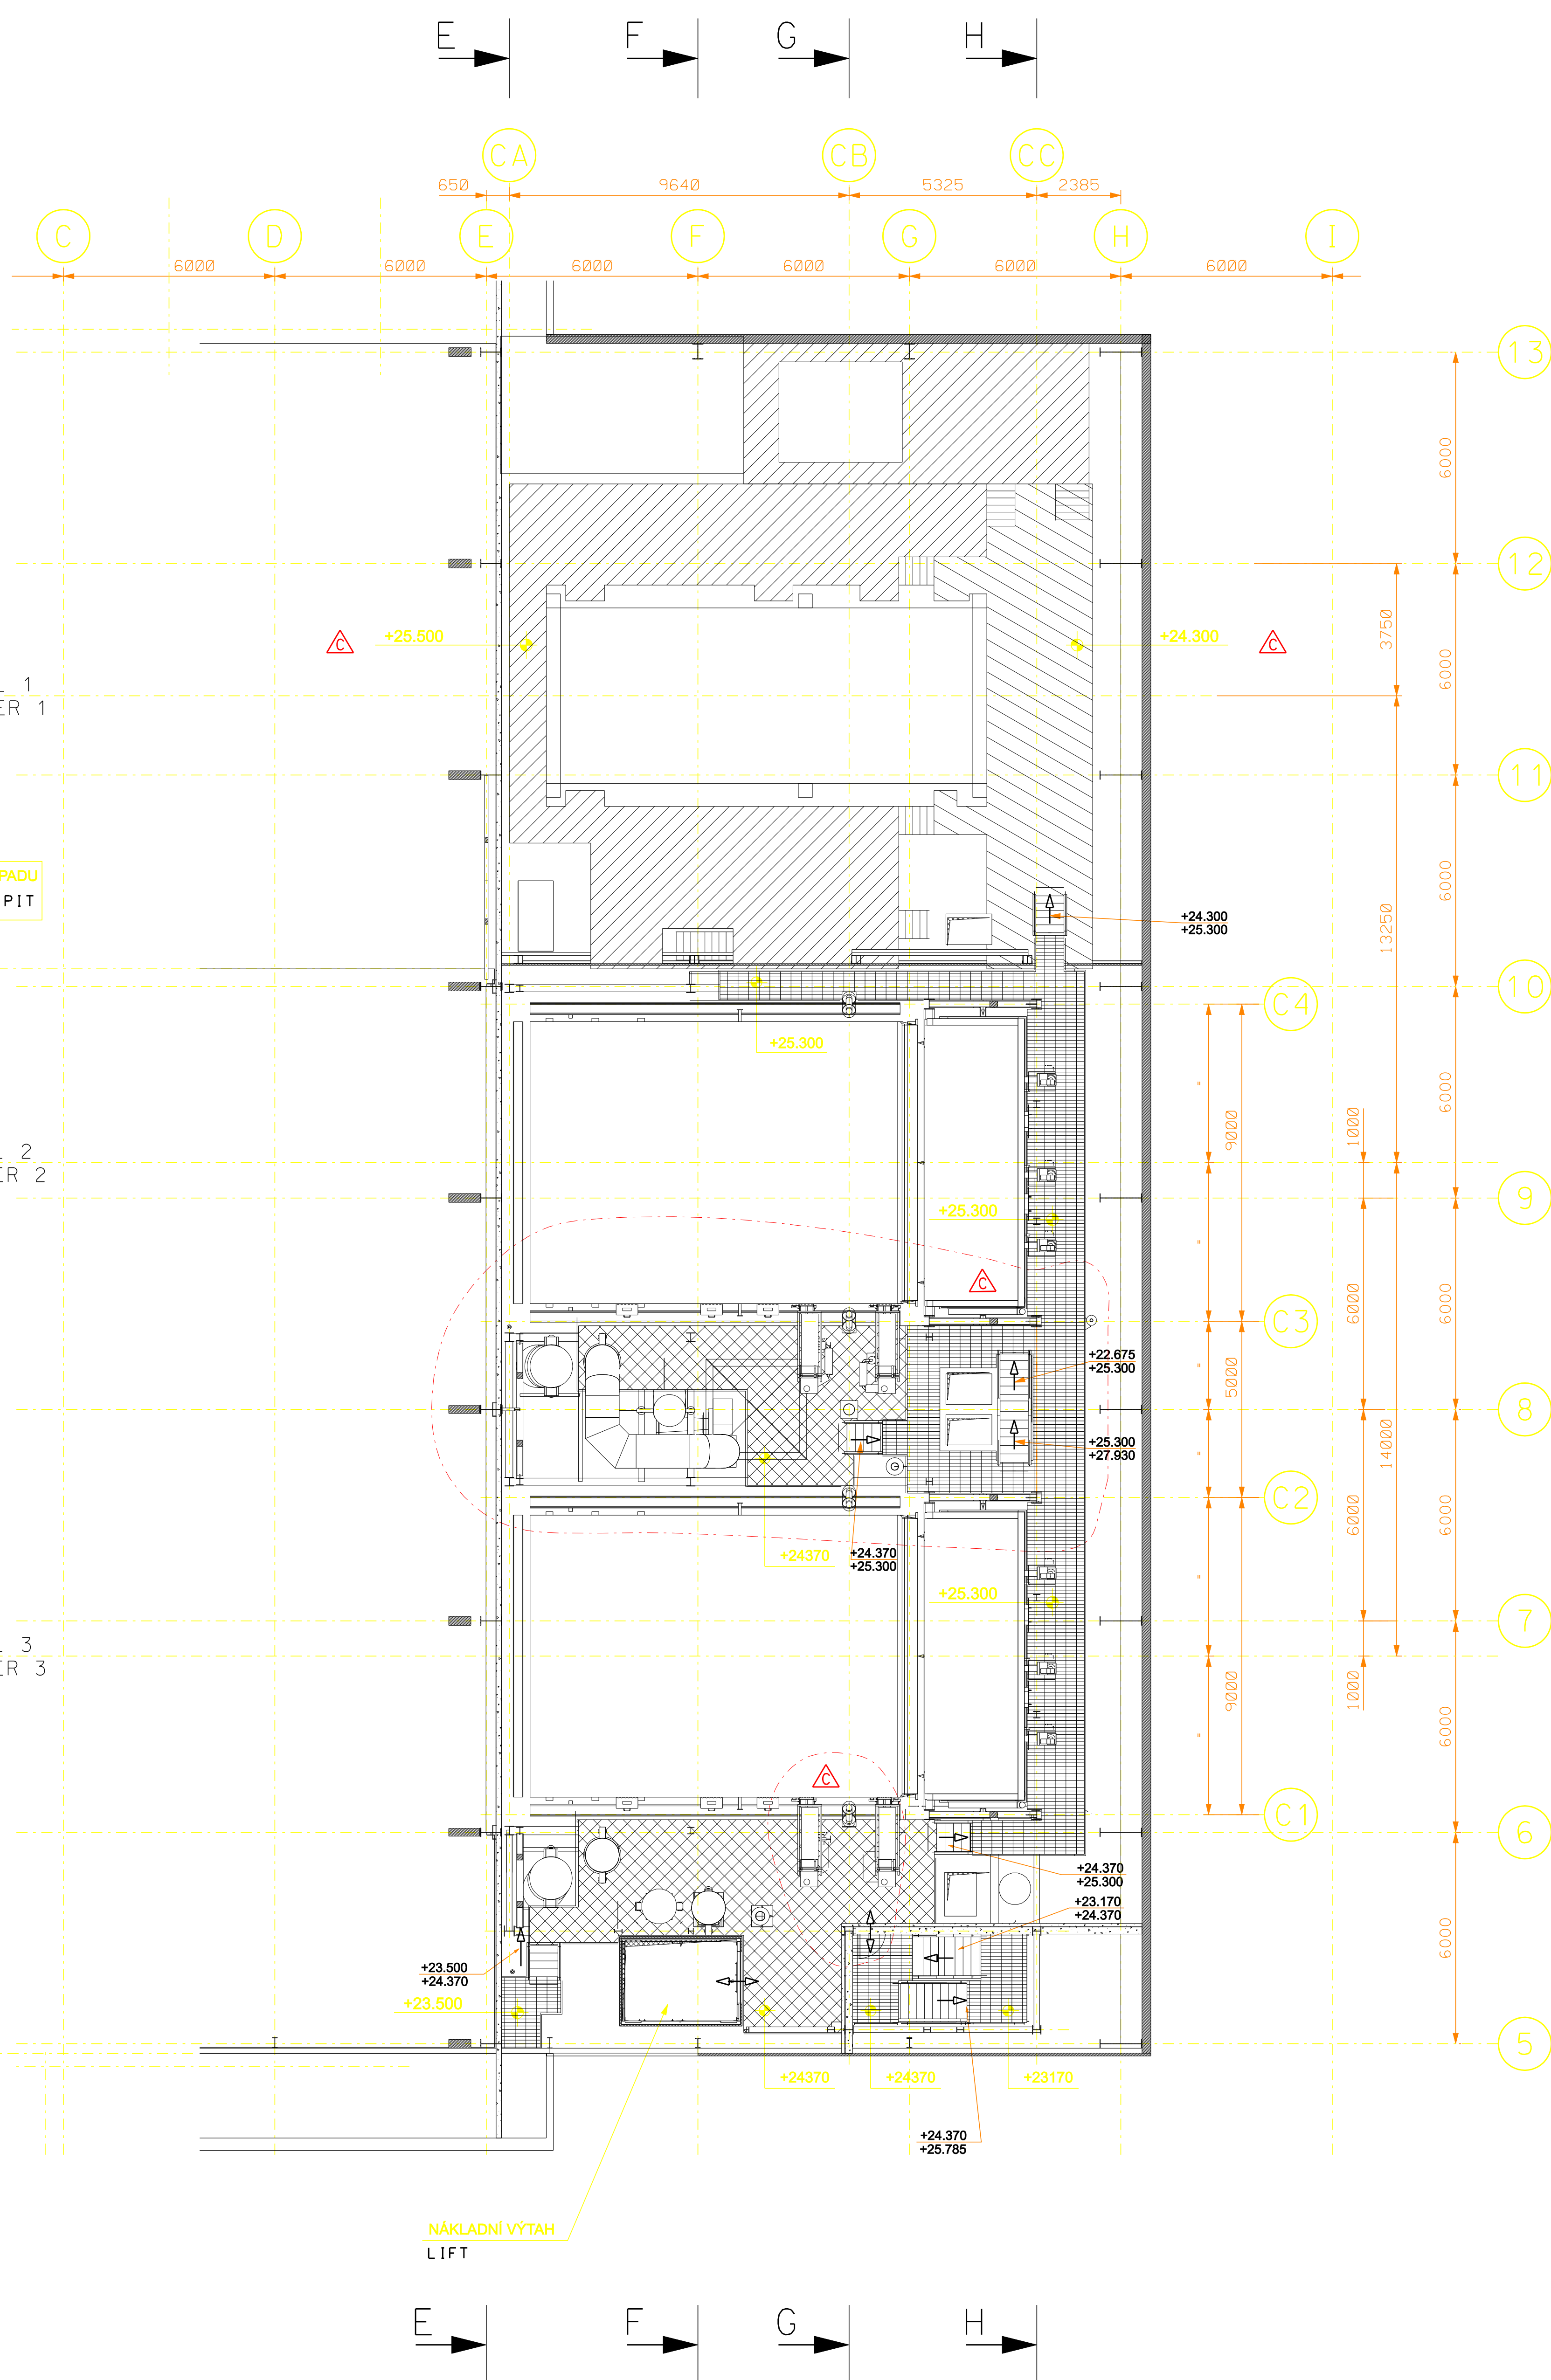 E F G H
CA CB CC
650 9640 5325 2385
C D E F G H I
6000 6000 6000 6000 6000 6000
13
6000
12
C +25.500 +24.300 C
3750
6000
1
ER 1
11
PADU
PIT
6000
+24.300
+25.300
13250
10
C4
+25.300
6000
1000
9000
2
ER 2
9
+25.300
C
C3
6000
6000
+22.675
+25.300
5000
8
+25.300
+27.930
14000
C2
6000
6000
+24370
+24.370
+25.300
+25.300
7
3
ER 3
9000
1000
6000
C
C1
6
+24.370
+25.300
+23.170
+24.370
6000
+23.500
+24.370
+23.500
5
+24370 +24370 +23170
+24.370
+25.785
NÁKLADNÍ VÝTAH
LIFT
E F G H